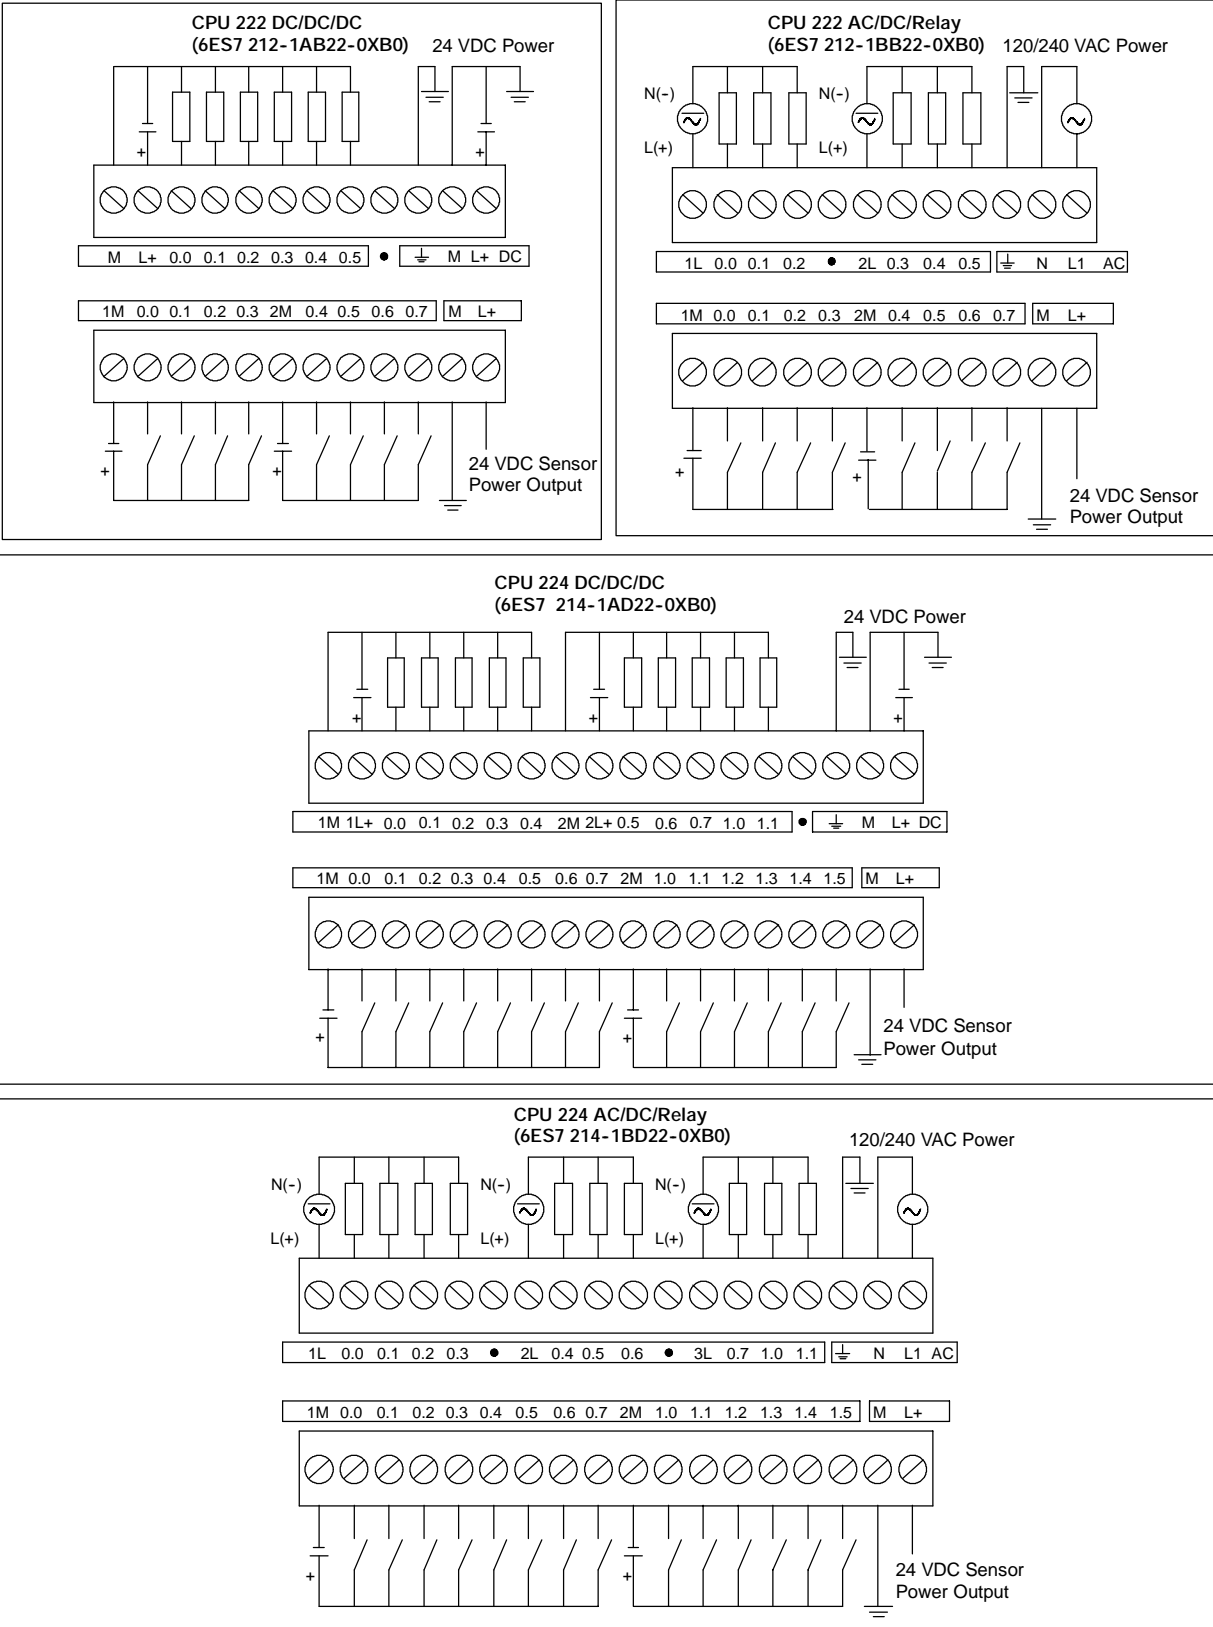 CPU 222 DC/DC/DC
(6ES7 212-1AB22-0XB0) 24 VDC Power
+ +
M L+ 0.0 0.1 0.2 0.3 0.4 0.5 ● ⏚ M L+ DC
1M 0.0 0.1 0.2 0.3 2M 0.4 0.5 0.6 0.7 M L+
+ +
24 VDC Sensor
Power Output
CPU 222 AC/DC/Relay
(6ES7 212-1BB22-0XB0) 120/240 VAC Power
N(-) N(-)
L(+) L(+)
1L 0.0 0.1 0.2 ● 2L 0.3 0.4 0.5 ⏚ N L1 AC
1M 0.0 0.1 0.2 0.3 2M 0.4 0.5 0.6 0.7 M L+
+ +
24 VDC Sensor
Power Output
CPU 224 DC/DC/DC
(6ES7 214-1AD22-0XB0)
24 VDC Power
+ + +
1M 1L+ 0.0 0.1 0.2 0.3 0.4 2M 2L+ 0.5 0.6 0.7 1.0 1.1 ● ⏚ M L+ DC
1M 0.0 0.1 0.2 0.3 0.4 0.5 0.6 0.7 2M 1.0 1.1 1.2 1.3 1.4 1.5 M L+
+ +
24 VDC Sensor
Power Output
CPU 224 AC/DC/Relay
(6ES7 214-1BD22-0XB0) 120/240 VAC Power
N(-) N(-) N(-)
L(+) L(+) L(+)
1L 0.0 0.1 0.2 0.3 ● 2L 0.4 0.5 0.6 ● 3L 0.7 1.0 1.1 ⏚ N L1 AC
1M 0.0 0.1 0.2 0.3 0.4 0.5 0.6 0.7 2M 1.0 1.1 1.2 1.3 1.4 1.5 M L+
+ +
24 VDC Sensor
Power Output